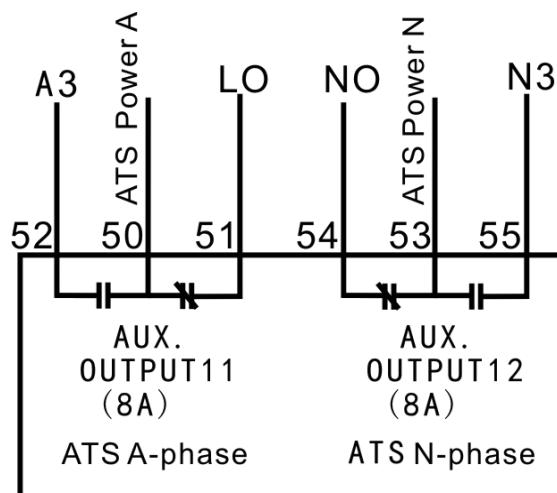 A3 ATS Power A LO NO ATS Power N N3
52 50 51 54 53 55
AUX. AUX.
OUTPUT11 OUTPUT12
(8A) (8A)
ATS A-phase ATS N-phase